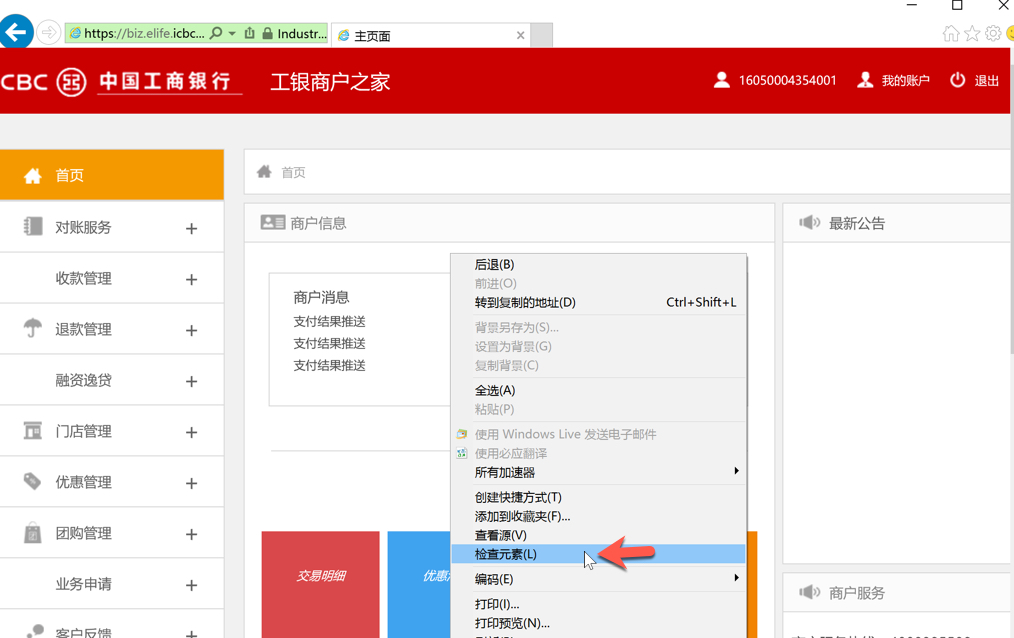 https://biz.elife.icbc... Industr... 主页面
CBC 中国工商银行 工银商户之家 16050004354001 我的账户 退出
首页
对账服务 +
收款管理 +
退款管理 +
融资逸贷 +
门店管理 +
优惠管理 +
团购管理 +
业务申请 +
客户反馈 +
首页
商户信息
商户消息
支付结果推送
支付结果推送
支付结果推送
交易明细
优惠
后退(B)
前进(O)
转到复制的地址(D) Ctrl+Shift+L
背景另存为(S)...
设置为背景(G)
复制背景(C)
全选(A)
粘贴(P)
使用 Windows Live 发送电子邮件
使用必应翻译
所有加速器
创建快捷方式(T)
添加到收藏夹(F)...
查看源(V)
检查元素(L)
编码(E)
打印(I)...
打印预览(N)...
最新公告
商户服务